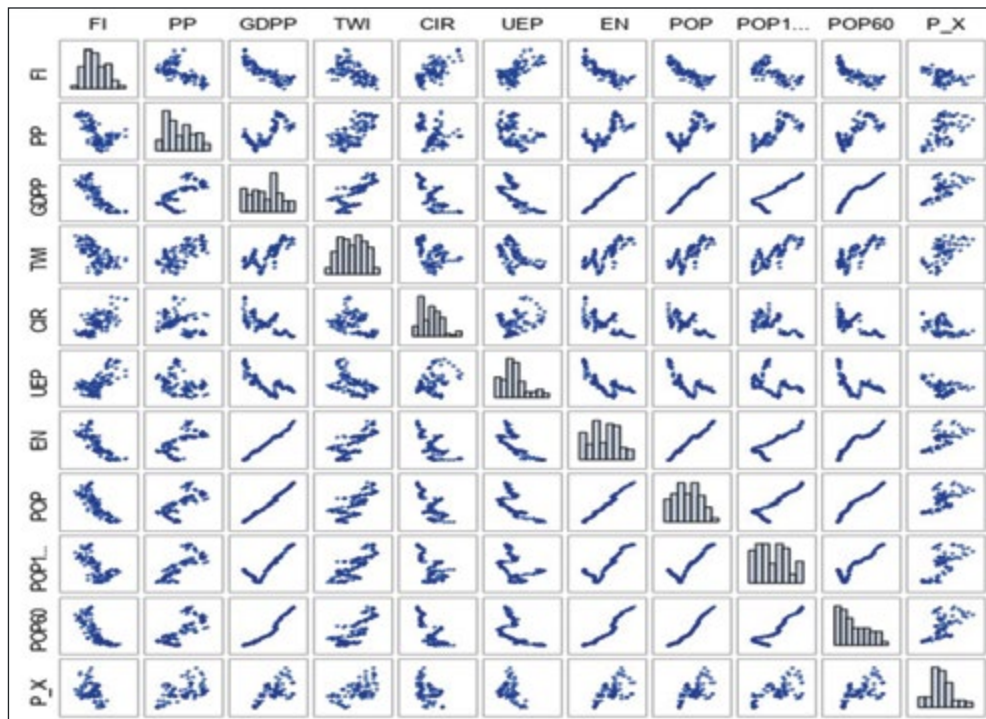 FI PP GDPP TWI CIR UEP EN POP POP1... POP60 P_X
FI
PP
GDPP
TWI
CIR
UEP
EN
POP
POP1...
POP60
P_X